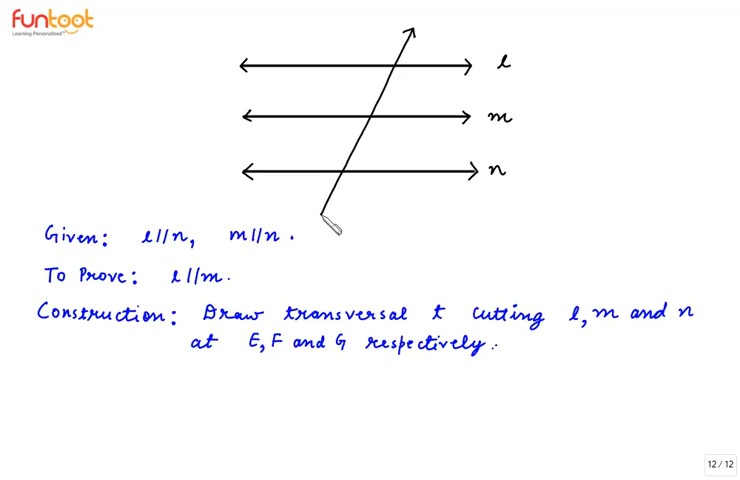 funtoot
Learning Personalized
l
m
n
Given: l//n, m//n.
To Prove: l//m.
Construction: Draw transversal t cutting l, m and n
at E, F and G respectively.
12 / 12